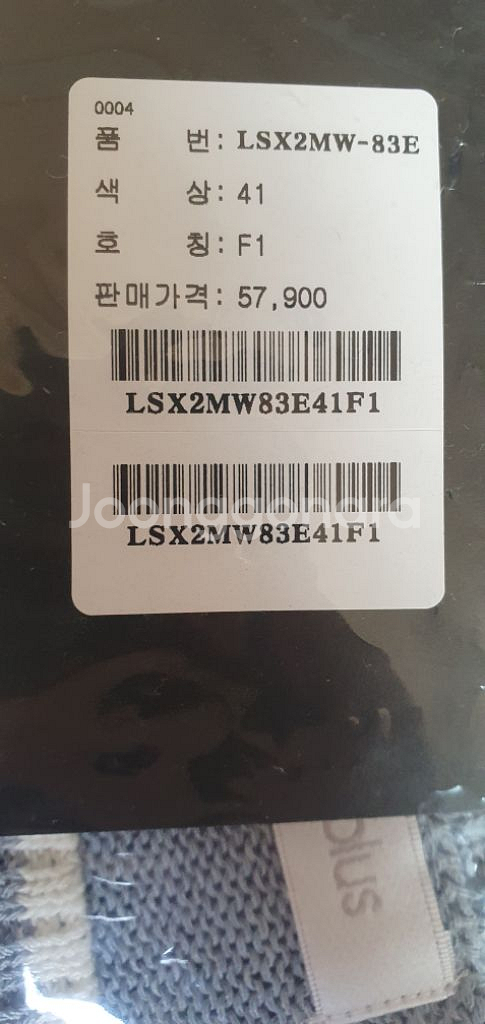 0004
품 번: LSX2MW-83E
색 상: 41
호 칭: F1
판매가격: 57,900
LSX2MW83E41F1
Joonggonara
LSX2MW83E41F1
plus